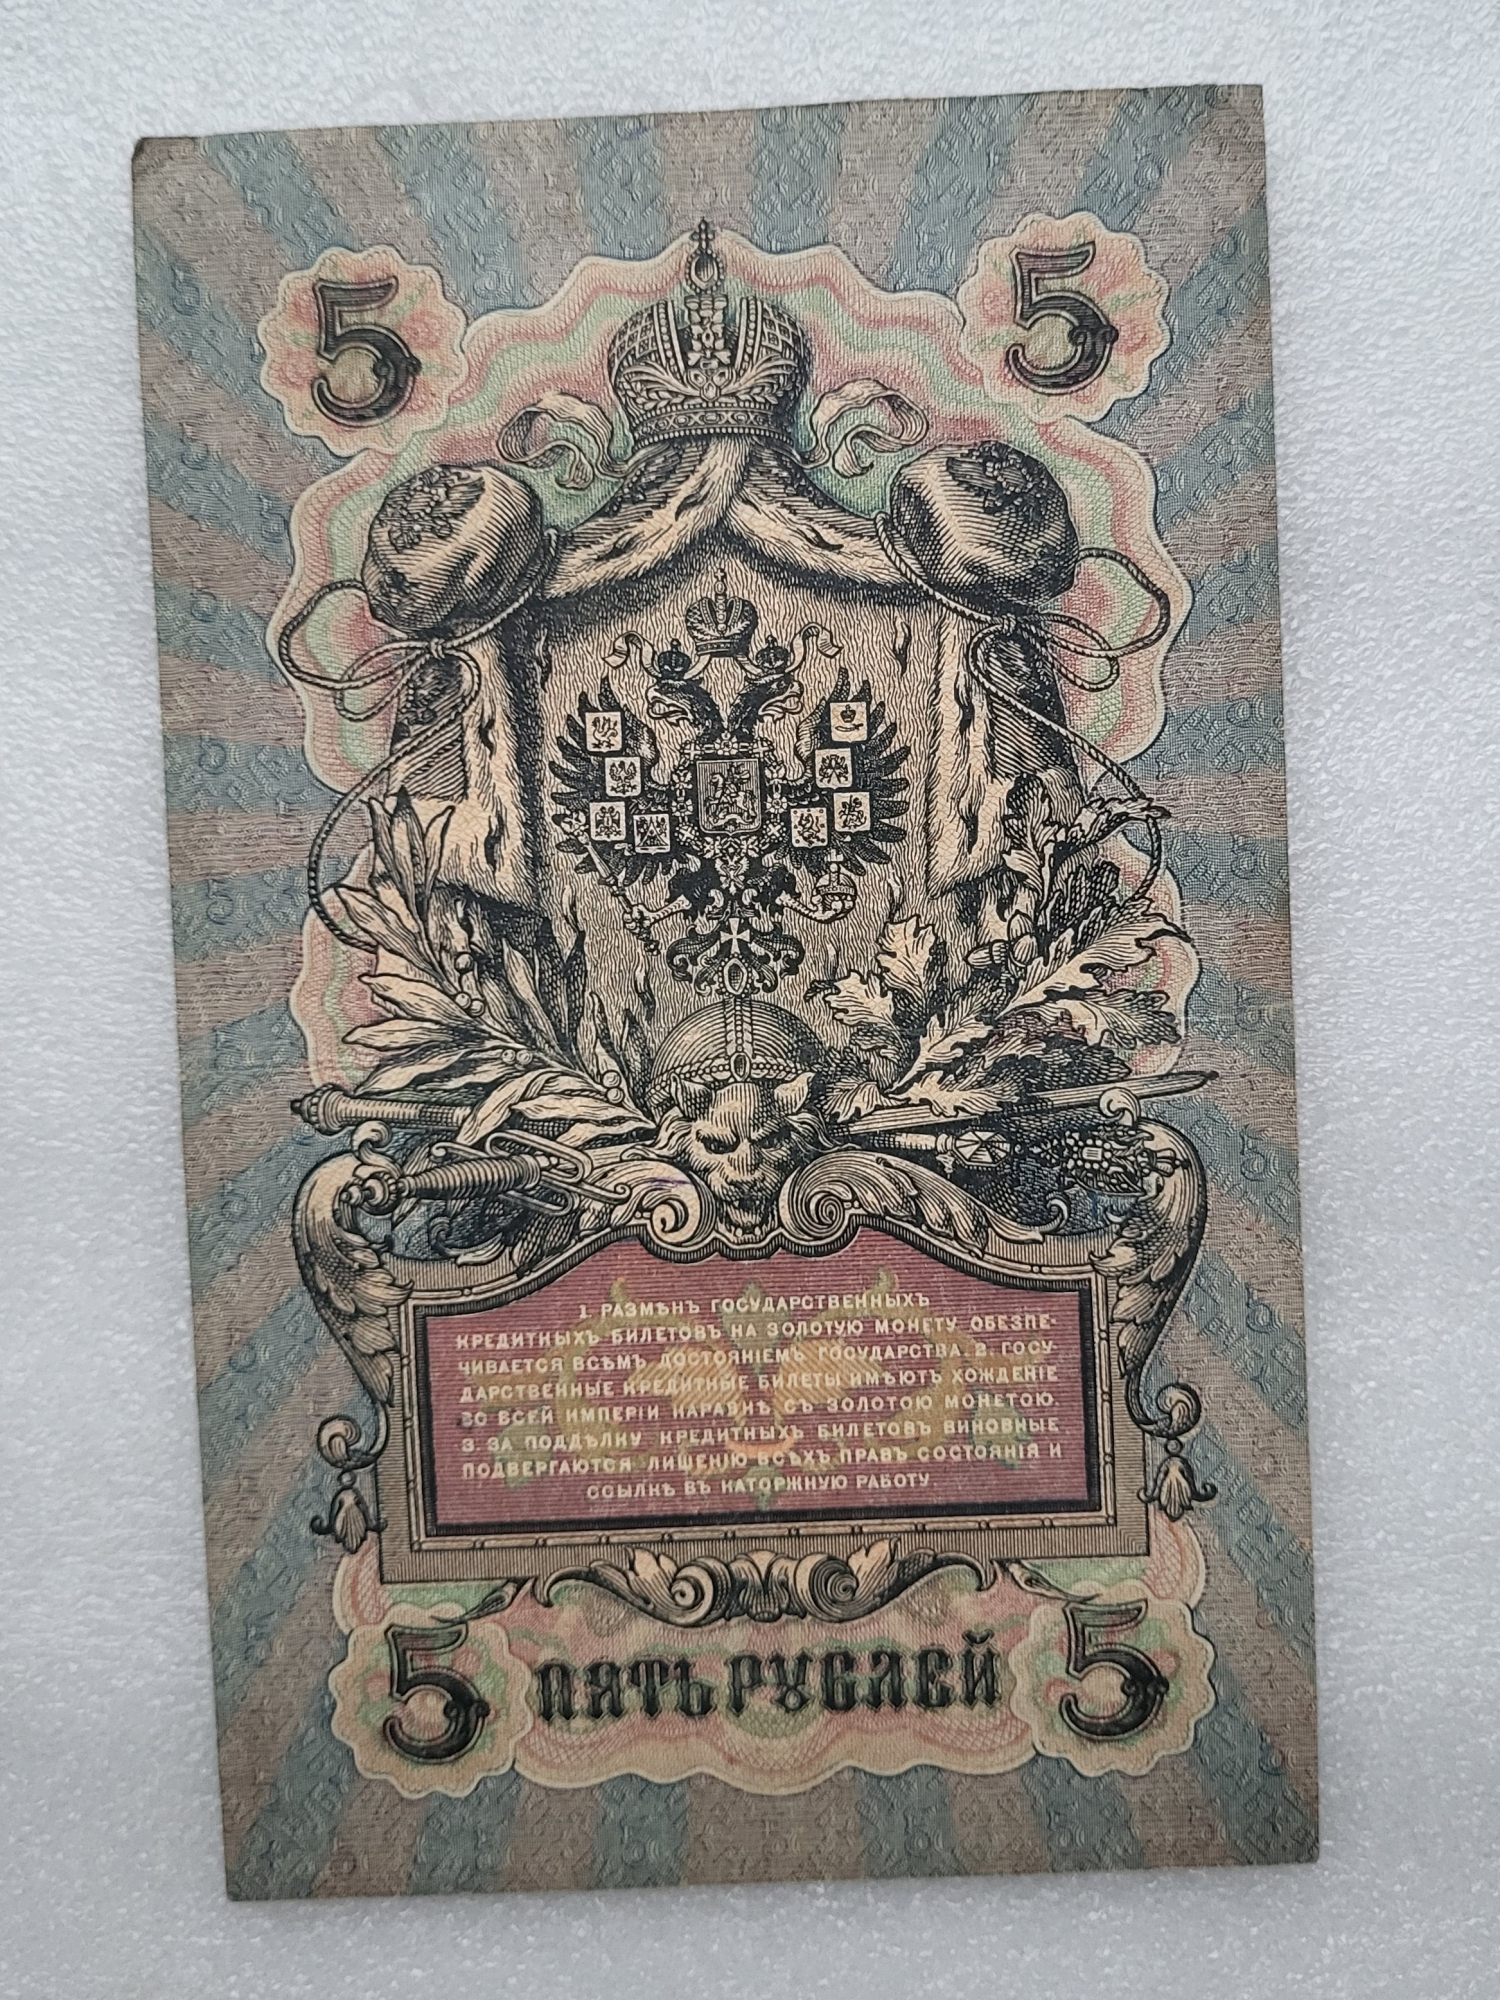 5 5
1. РАЗМѢНЪ ГОСУДАРСТВЕННЫХЪ
КРЕДИТНЫХЪ БИЛЕТОВЪ НА ЗОЛОТУЮ МОНЕТУ ОБЕЗПЕ-
ЧИВАЕТСЯ ВСѢМЪ ДОСТОЯНІЕМЪ ГОСУДАРСТВА. 2. ГОСУ-
ДАРСТВЕННЫЕ КРЕДИТНЫЕ БИЛЕТЫ ИМѢЮТЪ ХОЖДЕНІЕ
ВО ВСЕЙ ИМПЕРІИ НАРАВНѢ СЪ ЗОЛОТОЮ МОНЕТОЮ.
3. ЗА ПОДДѢЛКУ КРЕДИТНЫХЪ БИЛЕТОВЪ ВИНОВНЫЕ
ПОДВЕРГАЮТСЯ ЛИШЕНІЮ ВСѢХЪ ПРАВЪ СОСТОЯНІЯ И
ССЫЛКѢ ВЪ КАТОРЖНУЮ РАБОТУ.
5 ПЯТЬ РУБЛЕЙ 5